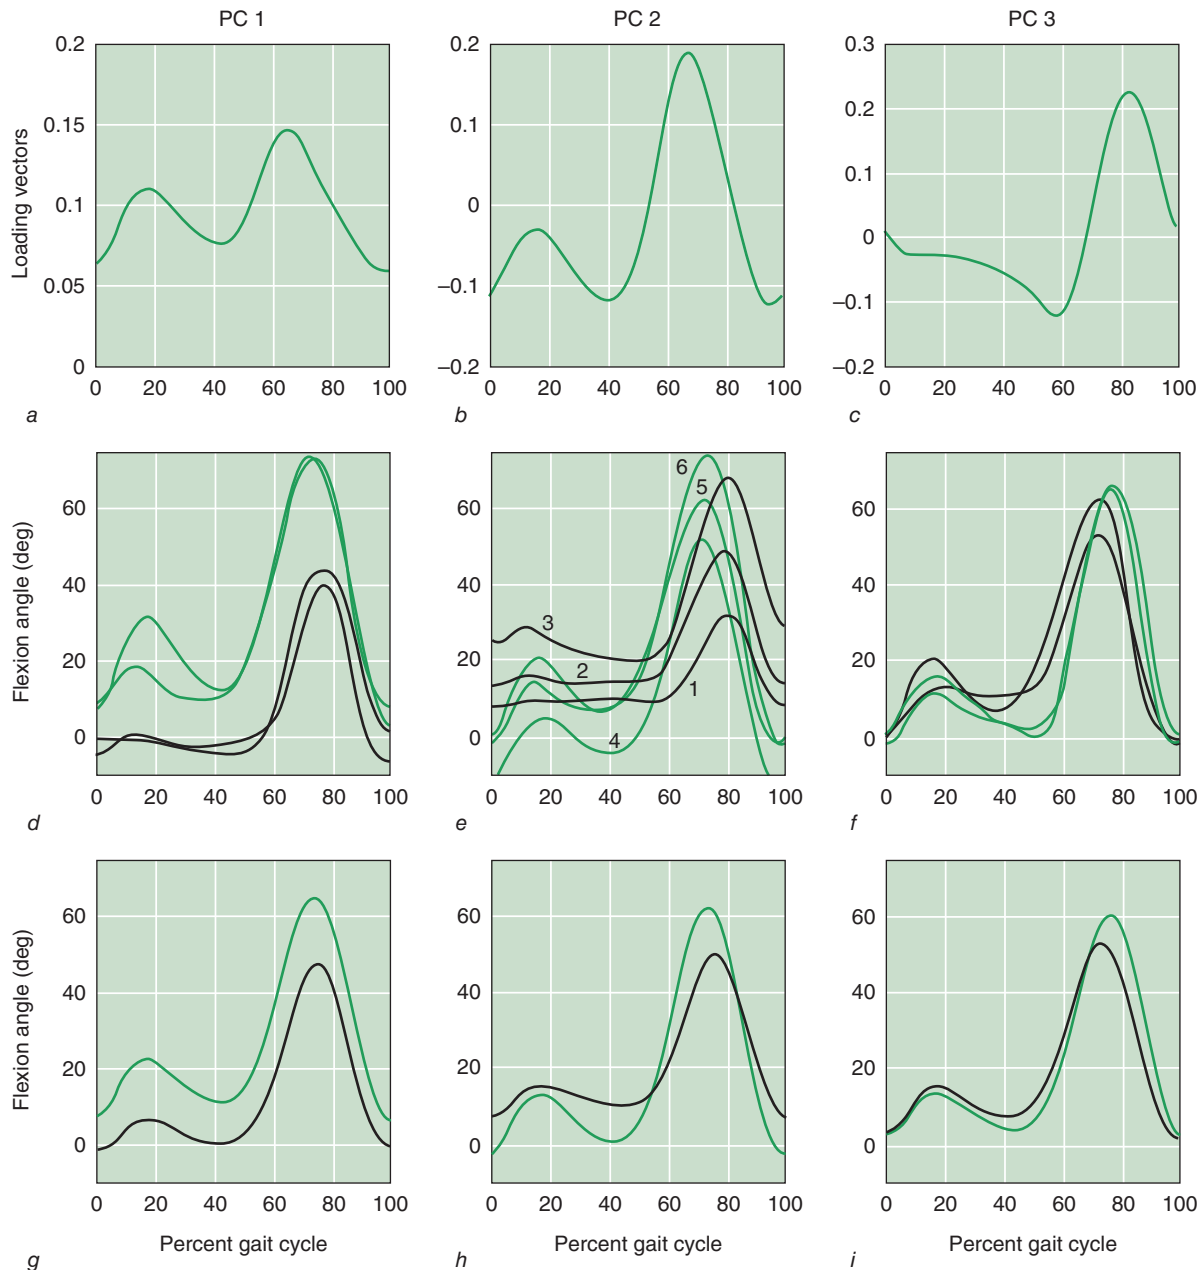 PC 1 PC 2 PC 3
Loading vectors
0.2
0.15
0.1
0.05
0
0 20 40 60 80 100
a
0.2
0.1
0
–0.1
–0.2
0 20 40 60 80 100
b
0.3
0.2
0.1
0
–0.1
–0.2
0 20 40 60 80 100
c
Flexion angle (deg)
60
40
20
0
0 20 40 60 80 100
d
60
40
20
0
6
5
3
2
1
4
0 20 40 60 80 100
e
60
40
20
0
0 20 40 60 80 100
f
Flexion angle (deg)
60
40
20
0
0 20 40 60 80 100
Percent gait cycle
g
60
40
20
0
0 20 40 60 80 100
Percent gait cycle
h
60
40
20
0
0 20 40 60 80 100
Percent gait cycle
i